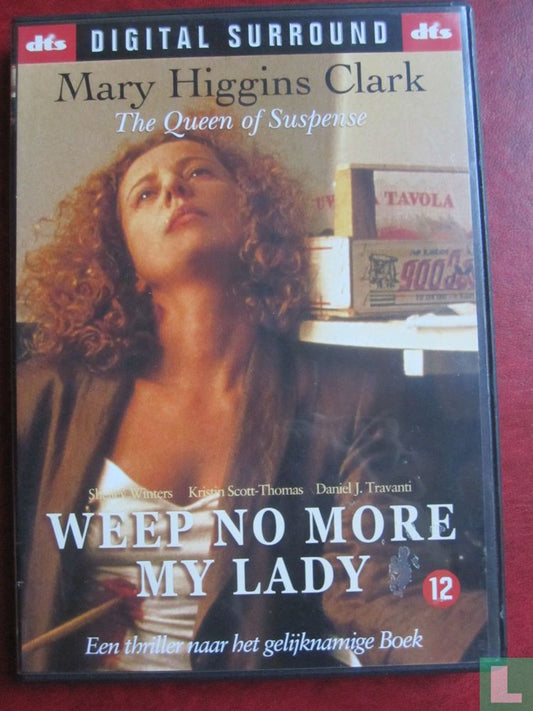 dts DIGITAL SURROUND dts
Mary Higgins Clark
The Queen of Suspense
TAVOLA
Shelley Winters Kristin Scott-Thomas Daniel J. Travanti
WEEP NO MORE
MY LADY
12
Een thriller naar het gelijknamige Boek
L